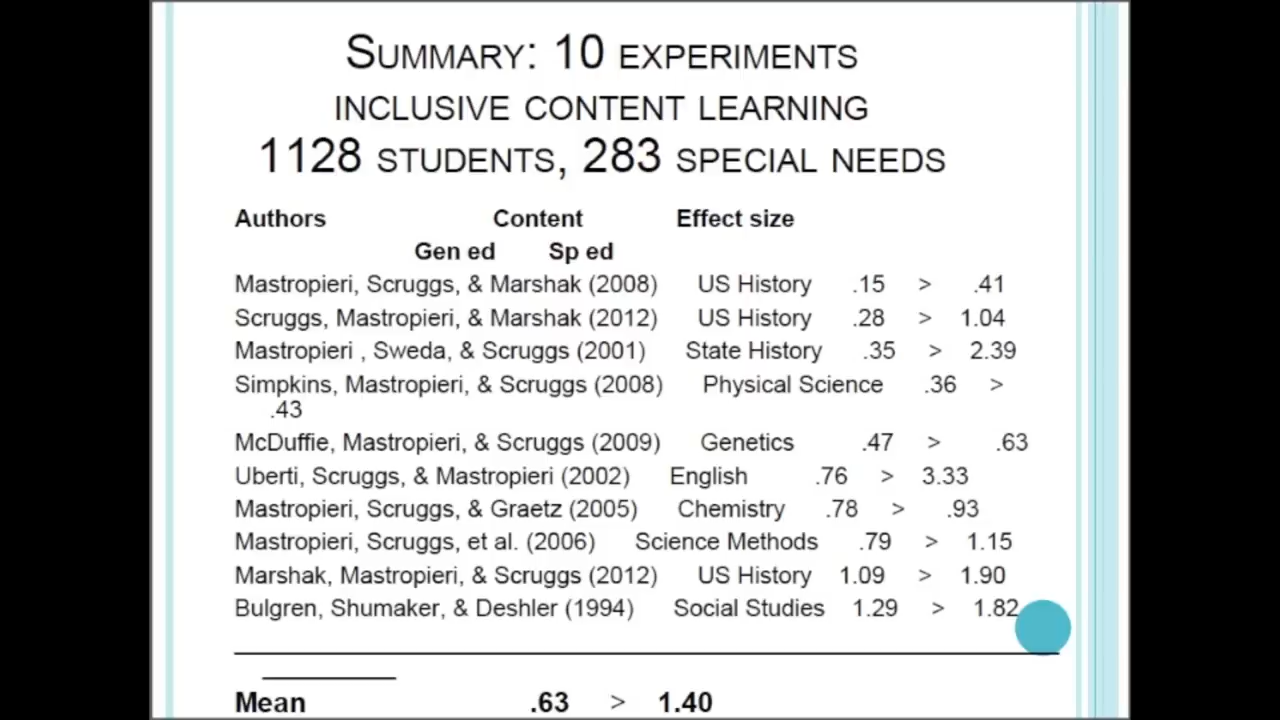 SUMMARY: 10 EXPERIMENTS
INCLUSIVE CONTENT LEARNING
1128 STUDENTS, 283 SPECIAL NEEDS
Authors Content Effect size
Gen ed Sp ed
Mastropieri, Scruggs, & Marshak (2008) US History .15 > .41
Scruggs, Mastropieri, & Marshak (2012) US History .28 > 1.04
Mastropieri , Sweda, & Scruggs (2001) State History .35 > 2.39
Simpkins, Mastropieri, & Scruggs (2008) Physical Science .36 >
.43
McDuffie, Mastropieri, & Scruggs (2009) Genetics .47 > .63
Uberti, Scruggs, & Mastropieri (2002) English .76 > 3.33
Mastropieri, Scruggs, & Graetz (2005) Chemistry .78 > .93
Mastropieri, Scruggs, et al. (2006) Science Methods .79 > 1.15
Marshak, Mastropieri, & Scruggs (2012) US History 1.09 > 1.90
Bulgren, Shumaker, & Deshler (1994) Social Studies 1.29 > 1.82
Mean .63 > 1.40